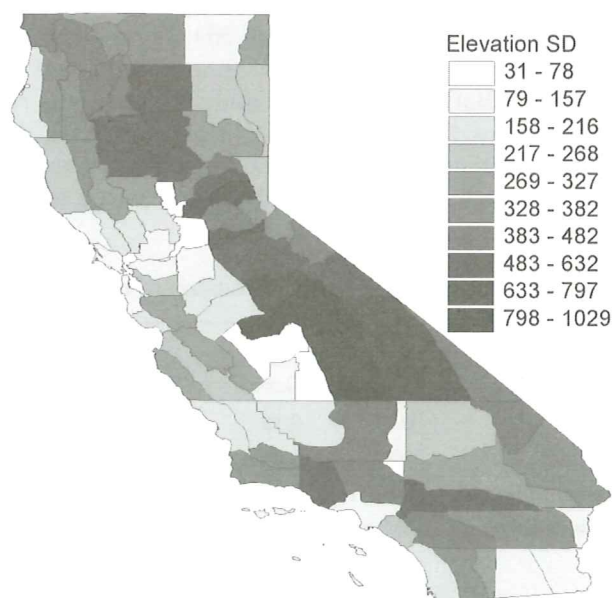 Elevation SD
31 - 78
79 - 157
158 - 216
217 - 268
269 - 327
328 - 382
383 - 482
483 - 632
633 - 797
798 - 1029